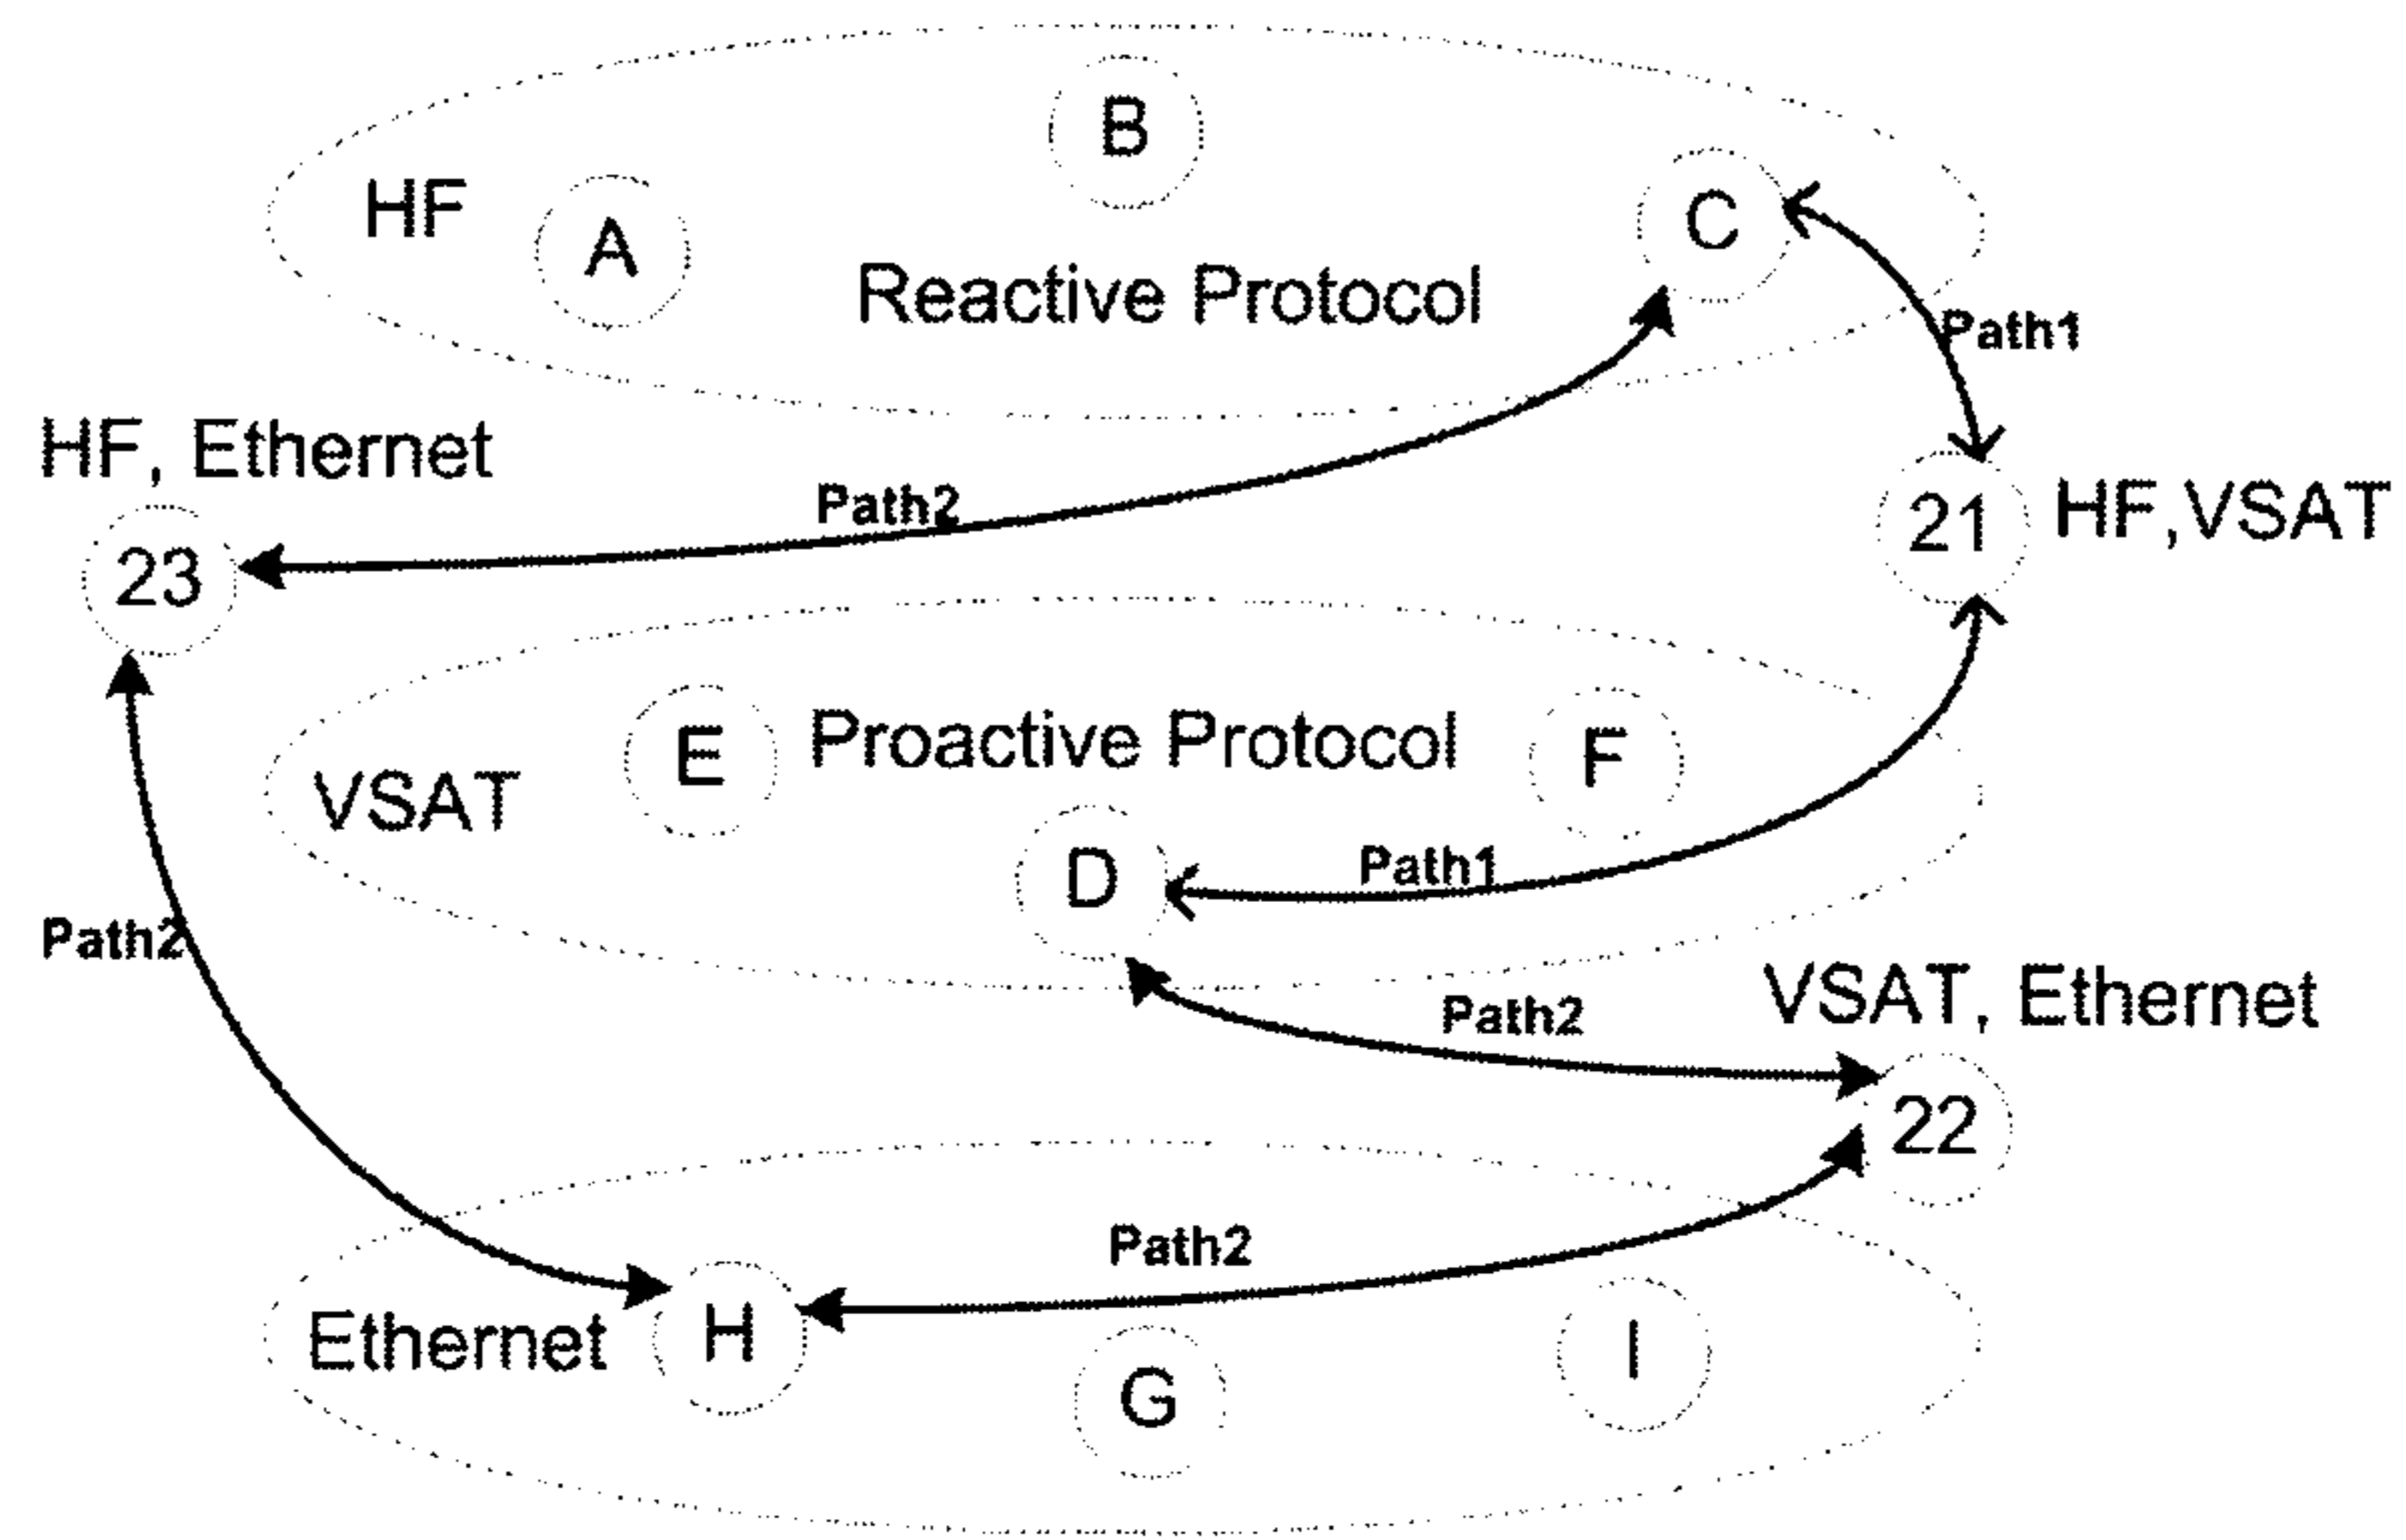 B
HF
A
C
Reactive Protocol
Path1
HF, Ethernet
Path2
21
HF,VSAT
23
E
Proactive Protocol
F
VSAT
D
Path1
Path2
VSAT, Ethernet
Path2
22
Path2
Ethernet
H
I
G